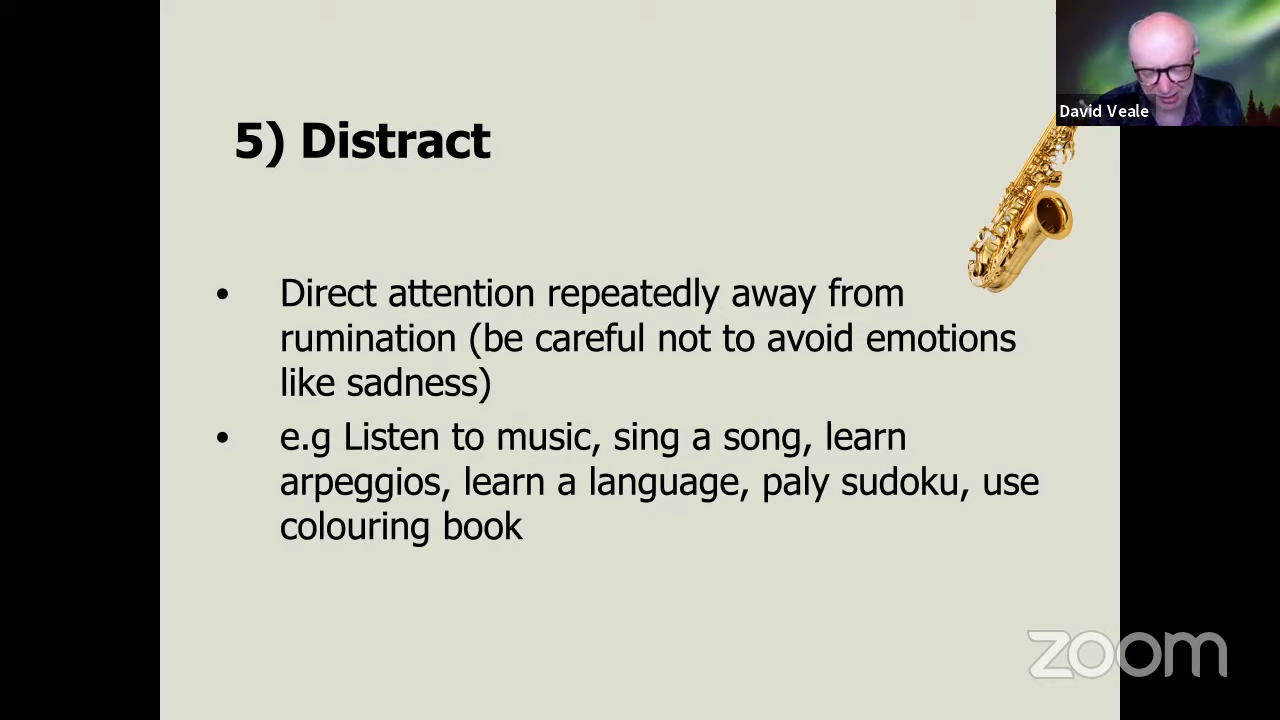 David Veale
5) Distract
• Direct attention repeatedly away from
rumination (be careful not to avoid emotions
like sadness)
• e.g Listen to music, sing a song, learn
arpeggios, learn a language, paly sudoku, use
colouring book
zoom